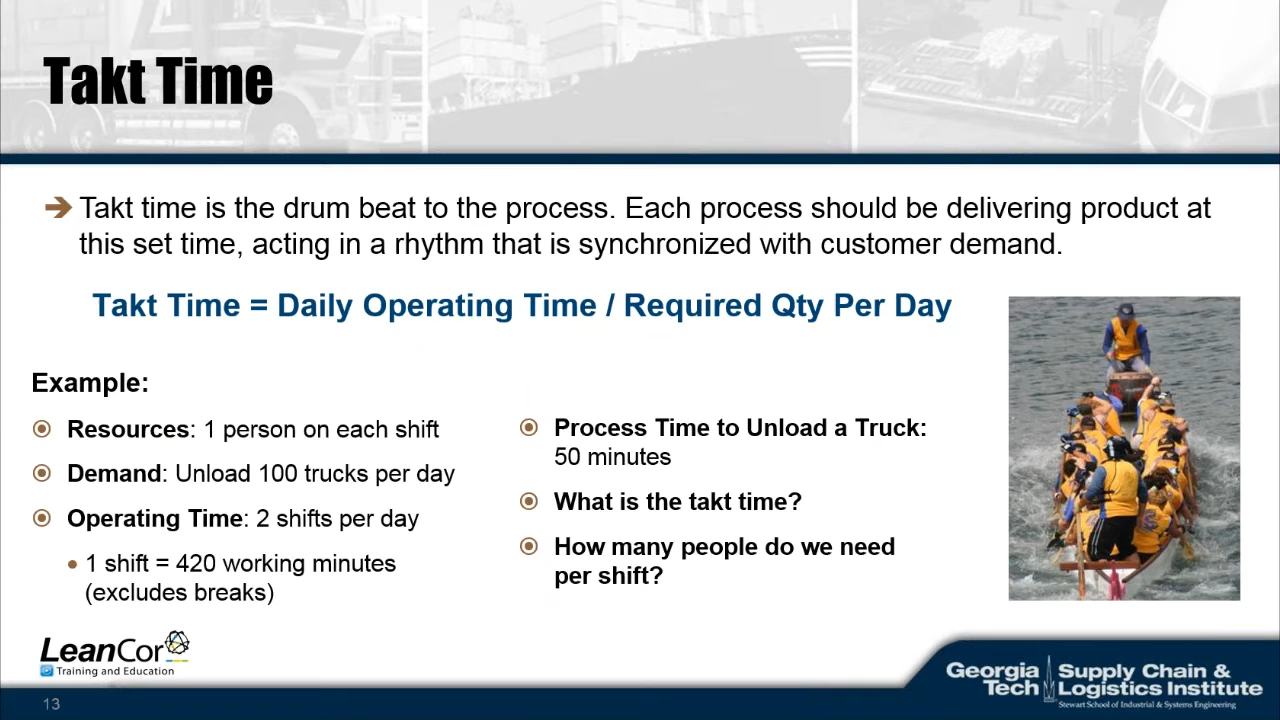 Takt Time
Takt time is the drum beat to the process. Each process should be delivering product at
this set time, acting in a rhythm that is synchronized with customer demand.
Takt Time = Daily Operating Time / Required Qty Per Day
Example:
Resources: 1 person on each shift
Demand: Unload 100 trucks per day
Operating Time: 2 shifts per day
1 shift = 420 working minutes
(excludes breaks)
Process Time to Unload a Truck:
50 minutes
What is the takt time?
How many people do we need
per shift?
LeanCor
Training and Education
Georgia
Tech
Supply Chain &
Logistics Institute
Stewart School of Industrial & Systems Engineering
13